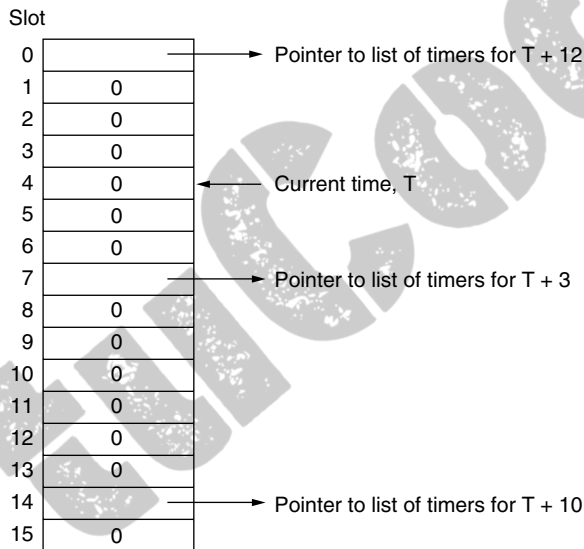 Slot
0 Pointer to list of timers for T + 12
1 0
2 0
3 0
4 0 Current time, T
5 0
6 0
7 Pointer to list of timers for T + 3
8 0
9 0
10 0
11 0
12 0
13 0
14 Pointer to list of timers for T + 10
15 0